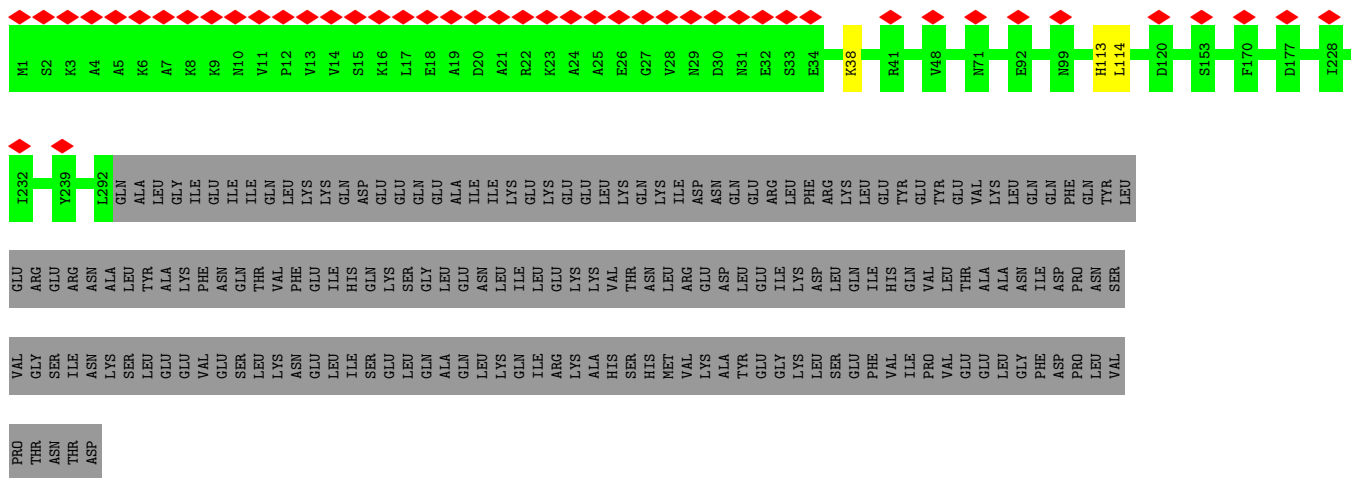 M1 S2 K3 A4 A5 K6 A7 K8 K9 N10 V11 P12 V13 V14 S15 K16 L17 E18 A19 D20 A21 R22 K23 A24 A25 E26 G27 V28 N29 D30 N31 E32 S33 E34 K38 R41 V48 N71 E92 N99 H113 L114 D120 S153 F170 D177 I228
I232 Y239 L292 GLN ALA LEU GLY ILE GLU ILE ILE GLN LEU LYS LYS GLN ASP GLU GLU GLN GLU ALA ILE ILE LYS GLU LYS GLU GLU LEU LYS GLN LYS ILE ASP ASN GLN GLU ARG LEU PHE ARG LYS LEU GLU TYR GLU TYR GLU VAL LYS LEU GLN GLN PHE GLN TYR LEU
GLU ARG GLU ARG ASN ALA LEU TYR ALA LYS PHE ASN GLN THR VAL PHE GLU ILE HIS GLN LYS SER GLY LEU GLU ASN LEU ILE LEU GLU LYS LYS VAL THR ASN LEU ARG GLU ASP LEU GLU ILE LYS ASP LEU GLN ILE HIS GLN VAL LEU THR ALA ALA ASN ILE ASP PRO ASN SER
VAL GLY SER ILE ASN LYS SER LEU GLU GLU VAL GLU SER LEU LYS ASN GLU LEU ILE SER GLU LEU GLN ALA GLN LEU LYS GLN ILE ARG LYS ALA HIS SER HIS MET VAL LYS ALA TYR GLU GLY LYS LEU SER GLU PHE VAL ILE PRO VAL GLU GLU LEU GLY PHE ASP PRO LEU VAL
PRO THR ASN THR ASP